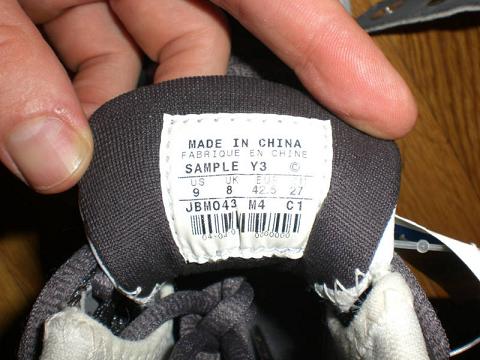 MADE IN CHINA
FABRIQUE EN CHINE
SAMPLE Y3 ©
US UK EUR
9 8 42.5 27
JBM043 M4 C1